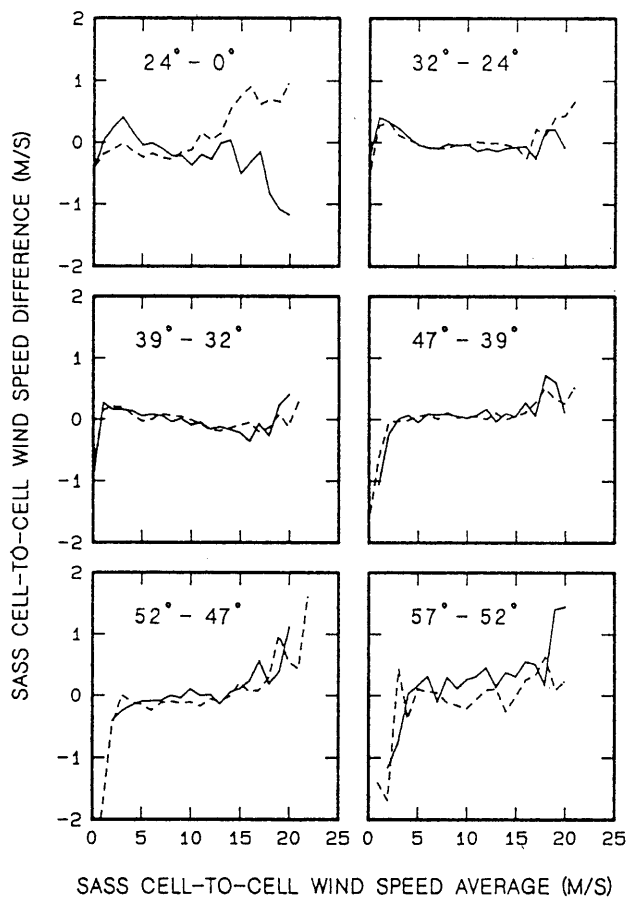 SASS CELL-TO-CELL WIND SPEED DIFFERENCE (M/S)
2
1
0
-1
-2
24° - 0°
32° - 24°
2
1
0
-1
-2
39° - 32°
47° - 39°
2
1
0
-1
-2
52° - 47°
57° - 52°
0 5 10 15 20 25
0 5 10 15 20 25
SASS CELL-TO-CELL WIND SPEED AVERAGE (M/S)